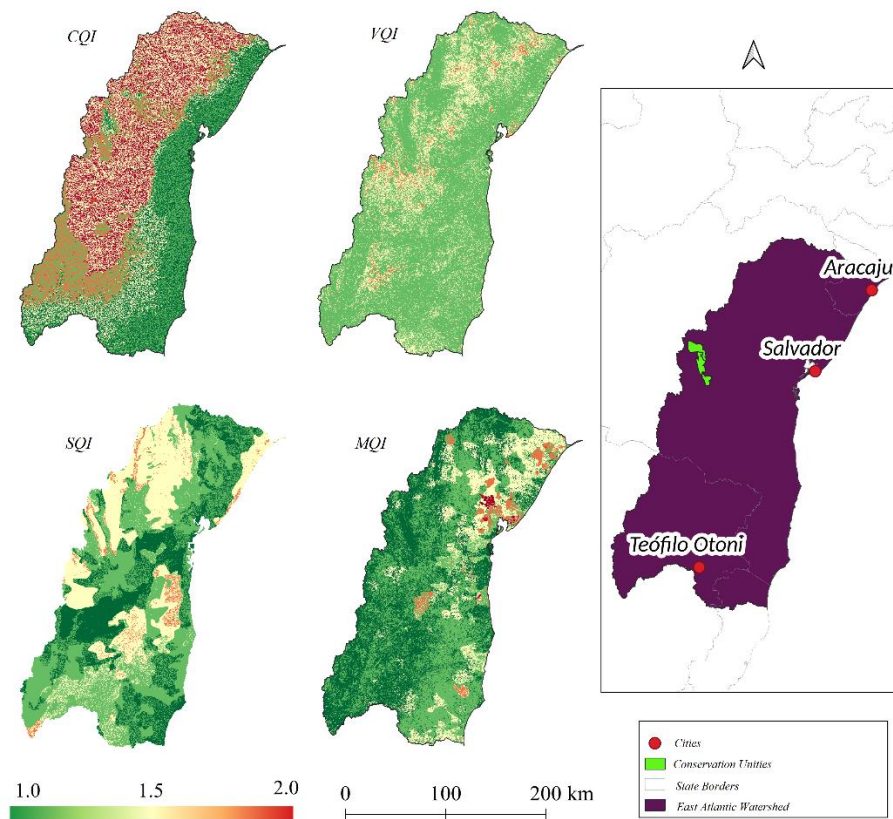 CQI
VQI
Aracaju
Salvador
SQI
MQI
Teófilo Otoni
1.0
1.5
2.0
0
100
200 km
Cities
Conservation Unities
State Borders
East Atlantic Watershed